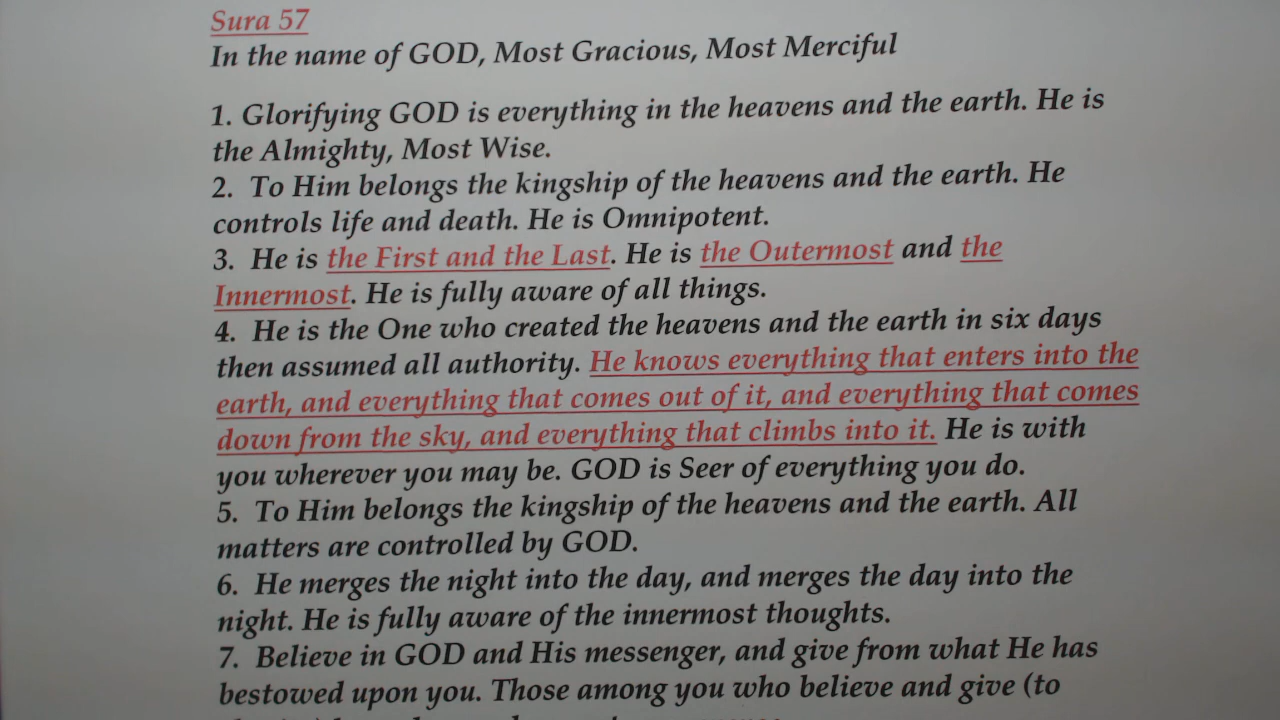 Sura 57
In the name of GOD, Most Gracious, Most Merciful
1. Glorifying GOD is everything in the heavens and the earth. He is
the Almighty, Most Wise.
2. To Him belongs the kingship of the heavens and the earth. He
controls life and death. He is Omnipotent.
3. He is the First and the Last. He is the Outermost and the
Innermost. He is fully aware of all things.
4. He is the One who created the heavens and the earth in six days
then assumed all authority. He knows everything that enters into the
earth, and everything that comes out of it, and everything that comes
down from the sky, and everything that climbs into it. He is with
you wherever you may be. GOD is Seer of everything you do.
5. To Him belongs the kingship of the heavens and the earth. All
matters are controlled by GOD.
6. He merges the night into the day, and merges the day into the
night. He is fully aware of the innermost thoughts.
7. Believe in GOD and His messenger, and give from what He has
bestowed upon you. Those among you who believe and give (to